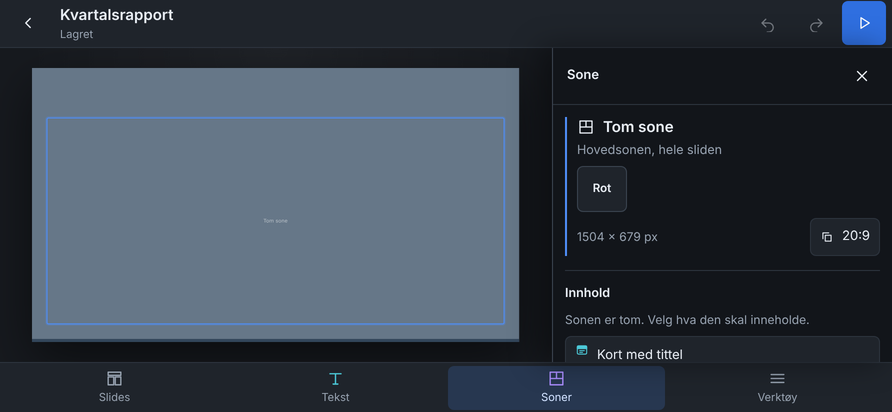 Kvartalsrapport
Lagret
Sone
Tom sone
Hovedsonen, hele sliden
Rot
1504 × 679 px
20:9
Innhold
Sonen er tom. Velg hva den skal inneholde.
Kort med tittel
Tom sone
Slides
Tekst
Soner
Verktøy